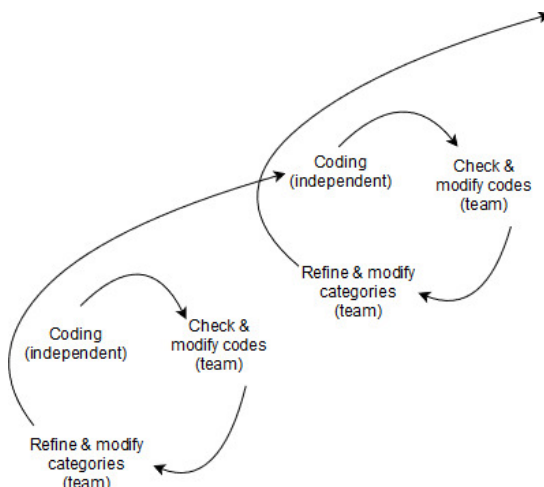 Coding
(independent)
Check &
modify codes
(team)
Refine & modify
categories
(team)
Coding
(independent)
Check &
modify codes
(team)
Refine & modify
categories
(team)